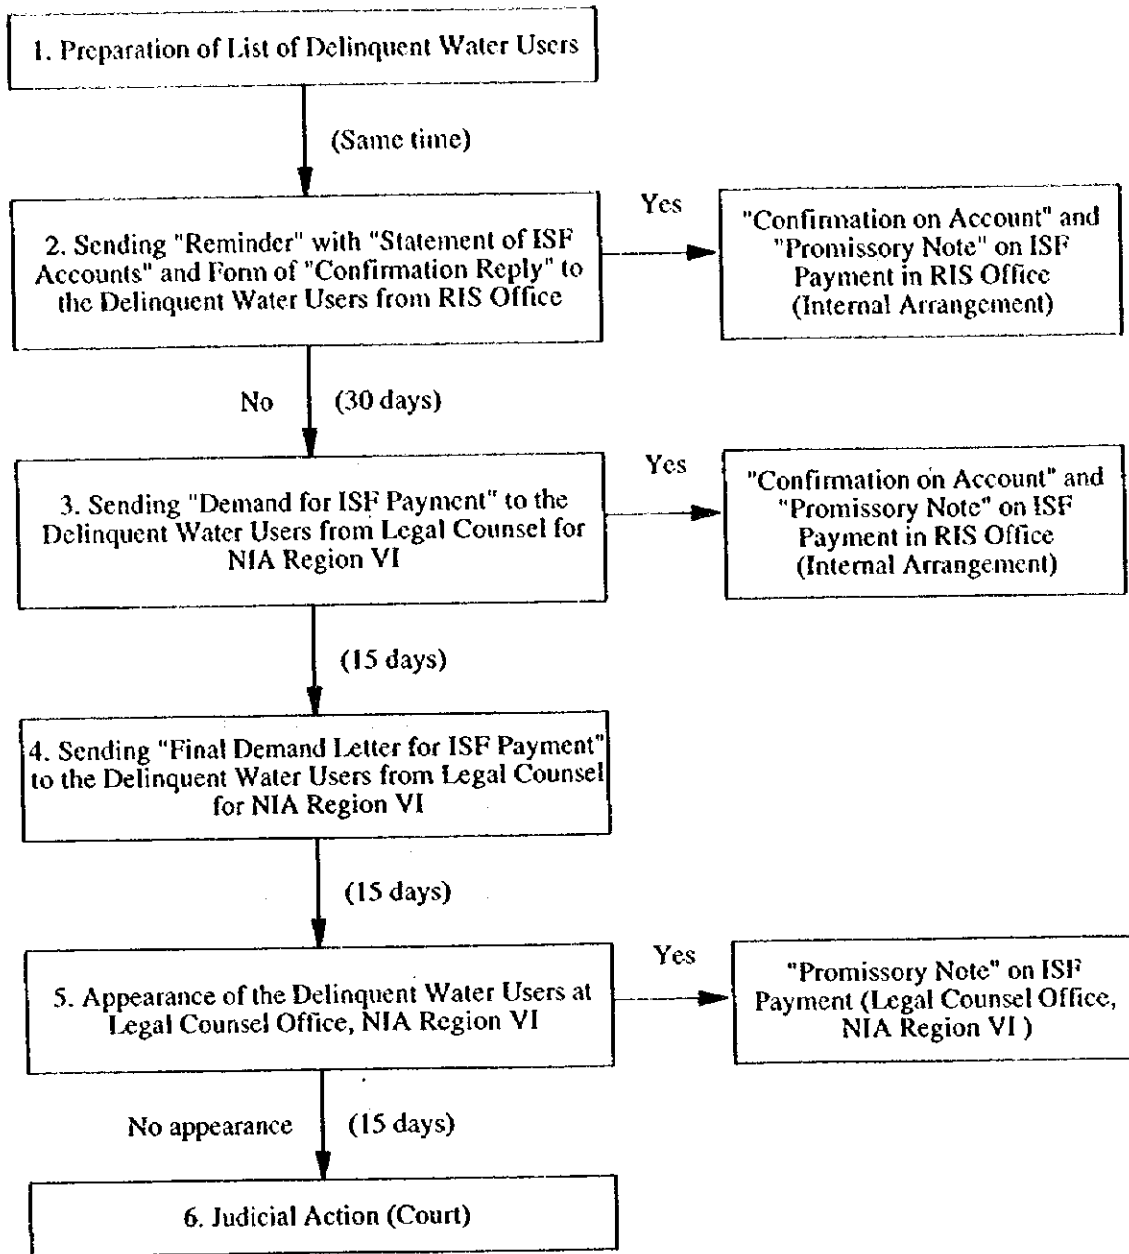 1. Preparation of List of Delinquent Water Users
(Same time)
2. Sending "Reminder" with "Statement of ISF
Accounts" and Form of "Confirmation Reply" to
the Delinquent Water Users from RIS Office
Yes
"Confirmation on Account" and
"Promissory Note" on ISF
Payment in RIS Office
(Internal Arrangement)
No
(30 days)
3. Sending "Demand for ISF Payment" to the
Delinquent Water Users from Legal Counsel for
NIA Region VI
Yes
"Confirmation on Account" and
"Promissory Note" on ISF
Payment in RIS Office
(Internal Arrangement)
(15 days)
4. Sending "Final Demand Letter for ISF Payment"
to the Delinquent Water Users from Legal Counsel
for NIA Region VI
(15 days)
5. Appearance of the Delinquent Water Users at
Legal Counsel Office, NIA Region VI
Yes
"Promissory Note" on ISF
Payment (Legal Counsel Office,
NIA Region VI )
No appearance
(15 days)
6. Judicial Action (Court)